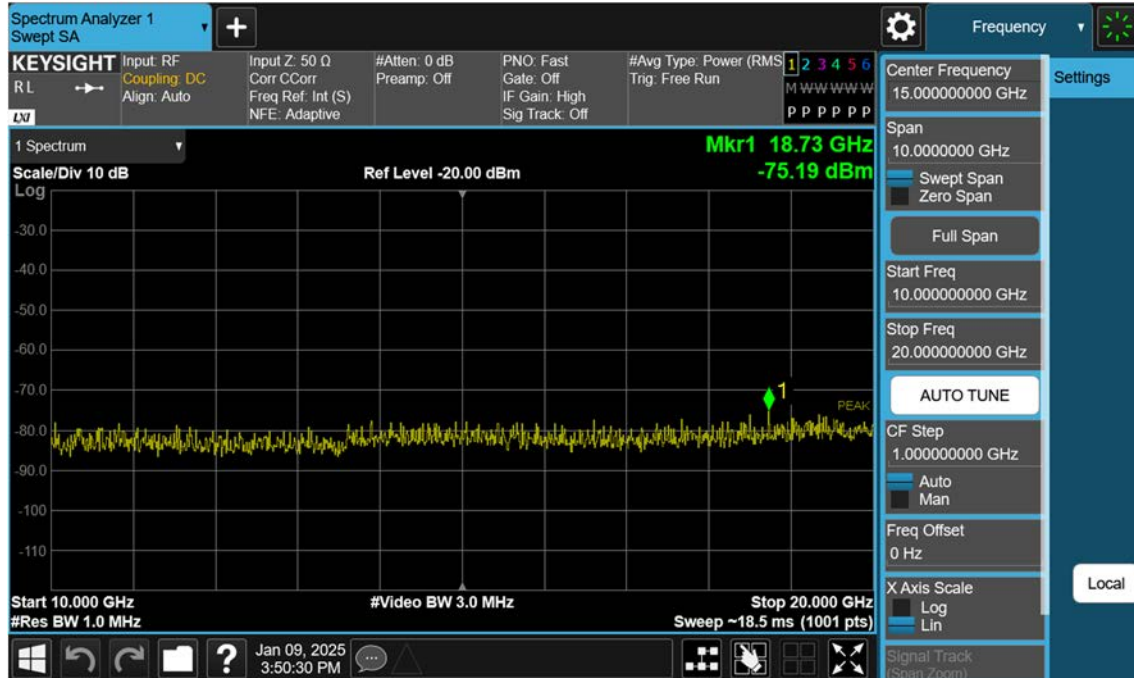 Spectrum Analyzer 1
Swept SA
Frequency
KEYSIGHT
RL
LXI
Input: RF
Coupling: DC
Align: Auto
Input Z: 50 Ω
Corr CCorr
Freq Ref: Int (S)
NFE: Adaptive
#Atten: 0 dB
Preamp: Off
PNO: Fast
Gate: Off
IF Gain: High
Sig Track: Off
#Avg Type: Power (RMS
Trig: Free Run
1 2 3 4 5 6
M W W W W W
P P P P P P
1 Spectrum
Mkr1 18.73 GHz
Scale/Div 10 dB
Ref Level -20.00 dBm
-75.19 dBm
Log
-30.0
-40.0
-50.0
-60.0
-70.0
-80.0
-90.0
-100
-110
1
PEAK
Start 10.000 GHz
#Video BW 3.0 MHz
Stop 20.000 GHz
#Res BW 1.0 MHz
Sweep ~18.5 ms (1001 pts)
Jan 09, 2025
3:50:30 PM
Center Frequency
15.000000000 GHz
Span
10.0000000 GHz
Swept Span
Zero Span
Full Span
Start Freq
10.000000000 GHz
Stop Freq
20.000000000 GHz
AUTO TUNE
CF Step
1.000000000 GHz
Auto
Man
Freq Offset
0 Hz
X Axis Scale
Log
Lin
Signal Track
(Span Zoom)
Settings
Local